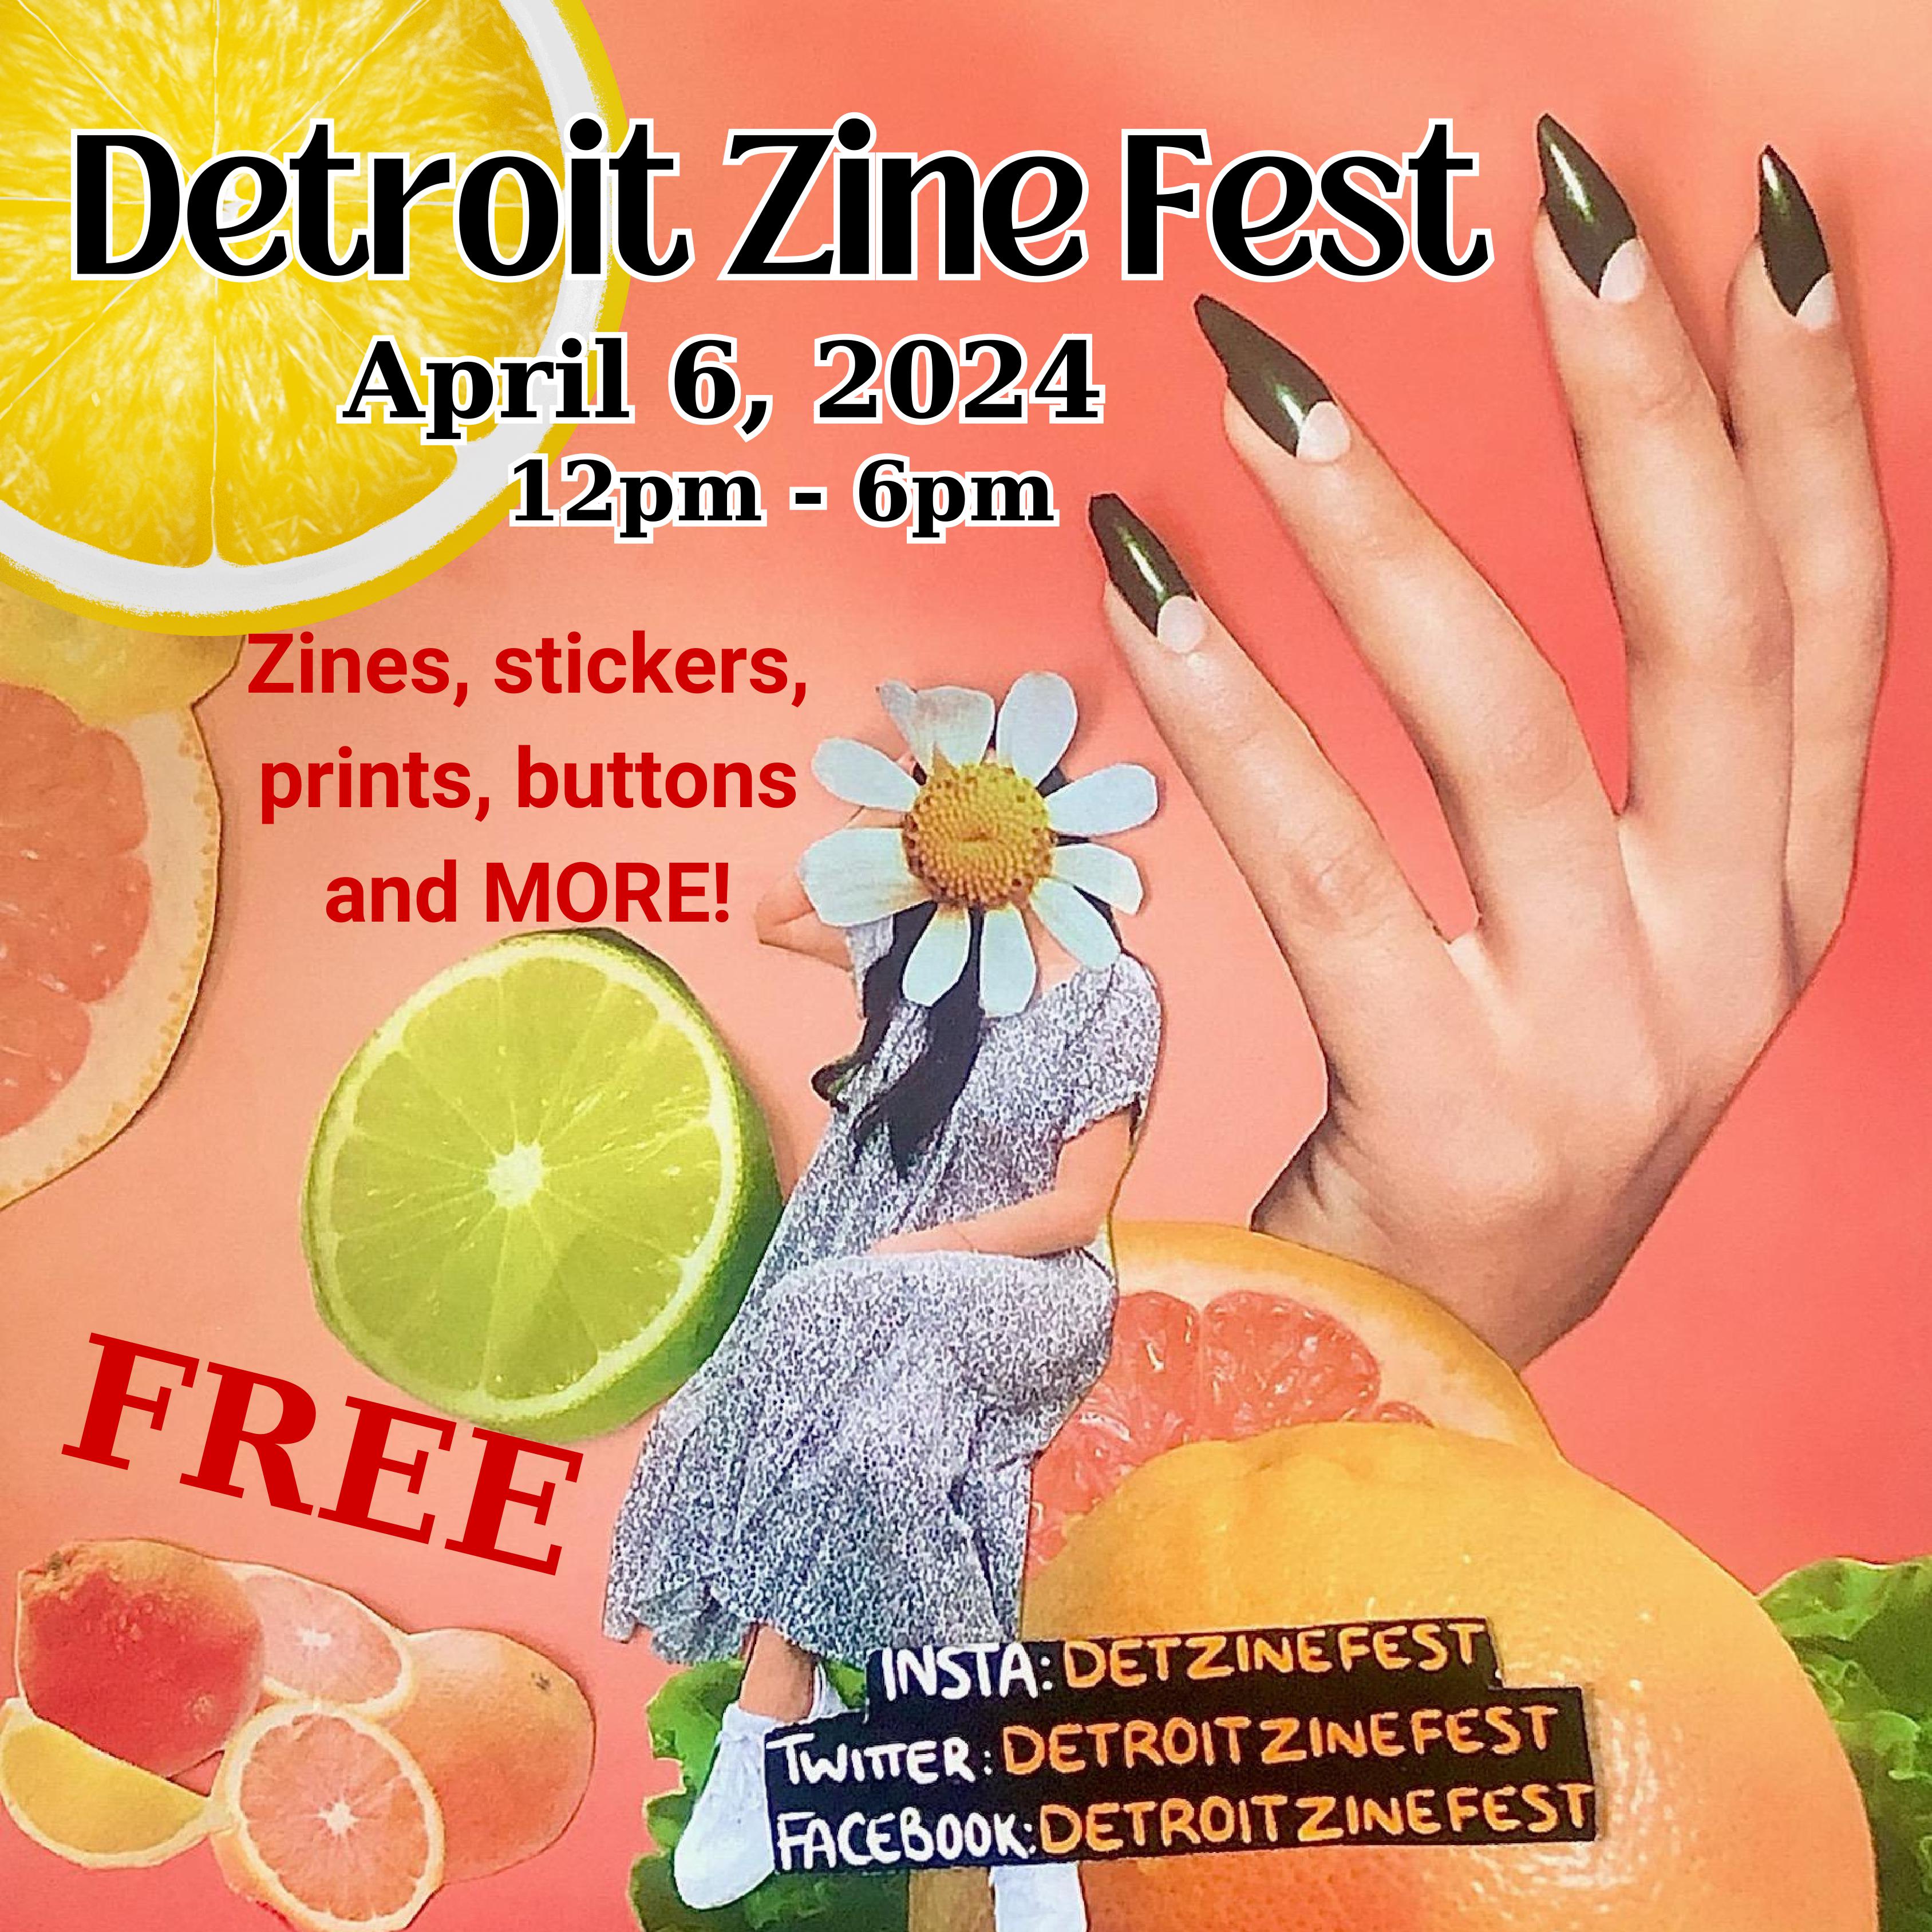 Detroit Zine Fest
April 6, 2024
12pm - 6pm
Zines, stickers,
prints, buttons
and MORE!
FREE
INSTA: DETZINEFEST
TWITTER: DETROITZINEFEST
FACEBOOK: DETROITZINEFEST